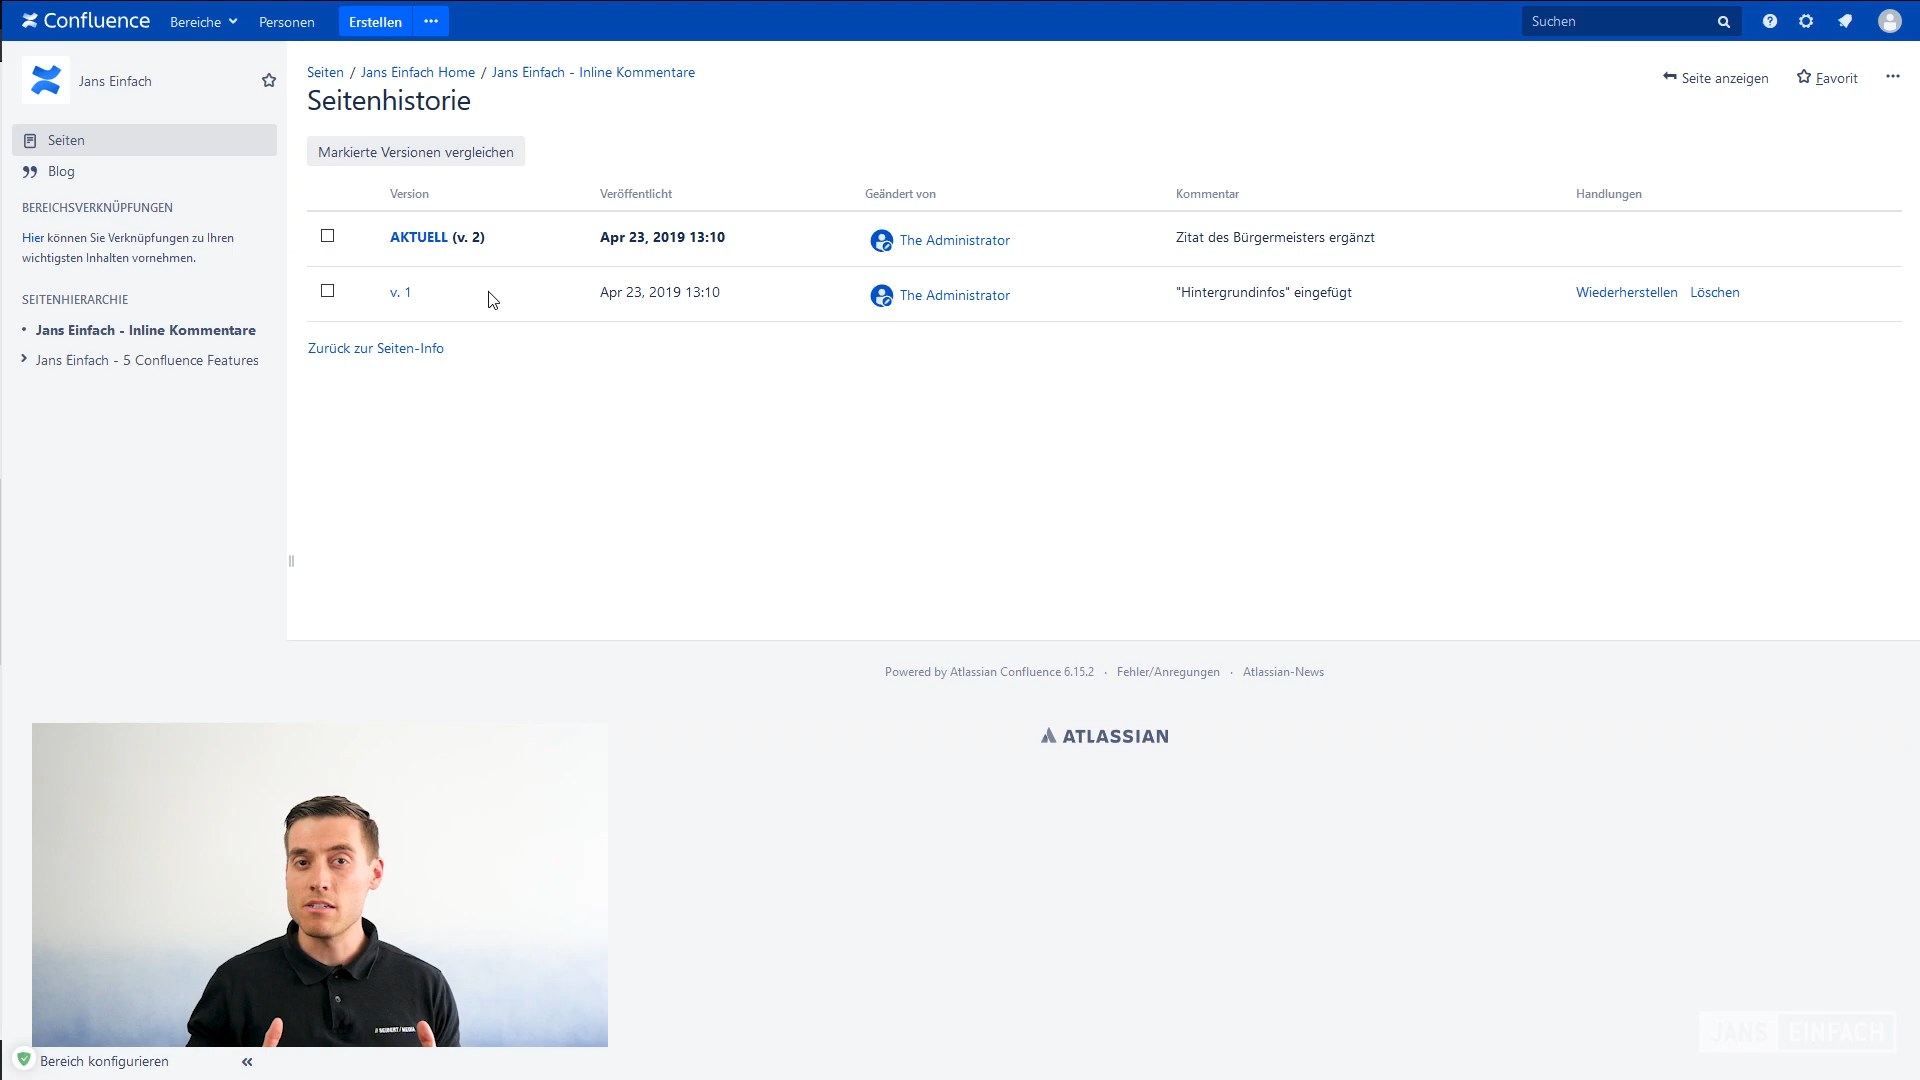 Confluence Bereiche Personen Erstellen ··· Suchen
Jans Einfach
Seiten
Blog
BEREICHSVERKNÜPFUNGEN
Hier können Sie Verknüpfungen zu Ihren
wichtigsten Inhalten vornehmen.
SEITENHIERARCHIE
• Jans Einfach - Inline Kommentare
Jans Einfach - 5 Confluence Features
Seiten / Jans Einfach Home / Jans Einfach - Inline Kommentare
Seite anzeigen Favorit ···
Seitenhistorie
Markierte Versionen vergleichen
Version Veröffentlicht Geändert von Kommentar Handlungen
AKTUELL (v. 2) Apr 23, 2019 13:10 The Administrator Zitat des Bürgermeisters ergänzt
v. 1 Apr 23, 2019 13:10 The Administrator "Hintergrundinfos" eingefügt Wiederherstellen Löschen
Zurück zur Seiten-Info
Powered by Atlassian Confluence 6.15.2 · Fehler/Anregungen · Atlassian-News
ATLASSIAN
// SEIBERT / MEDIA
JANS EINFACH
Bereich konfigurieren «